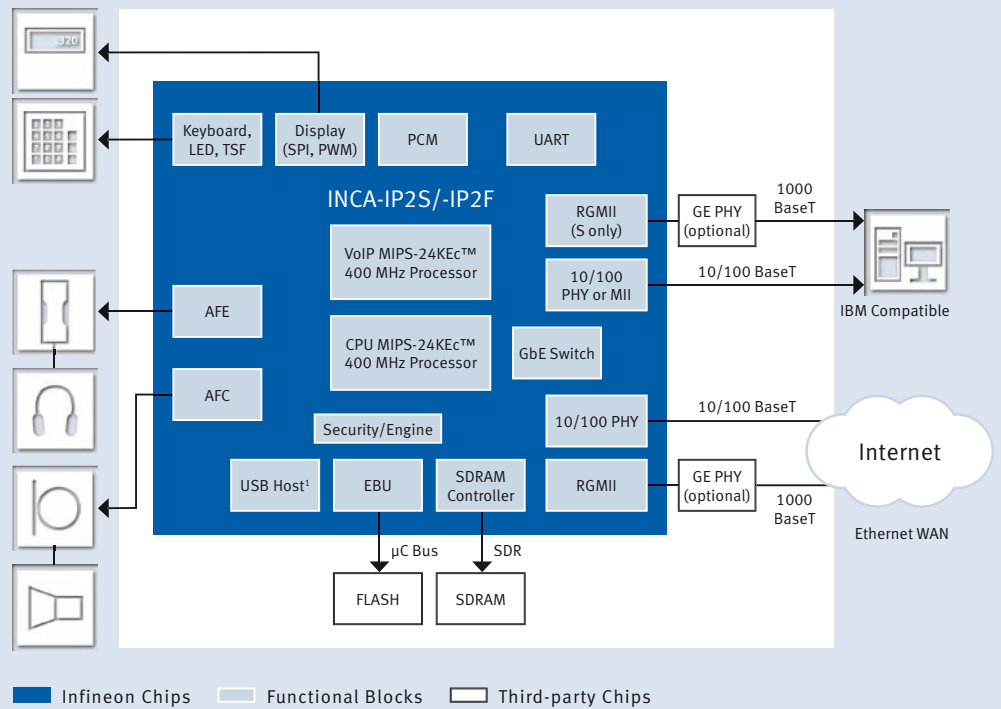 320
Keyboard,
LED, TSF
Display
(SPI, PWM)
PCM
UART
INCA-IP2S/-IP2F
VoIP MIPS-24KEc™
400 MHz Processor
CPU MIPS-24KEc™
400 MHz Processor
AFE
AFC
Security/Engine
USB Host¹
EBU
SDRAM
Controller
RGMII
(S only)
10/100
PHY or MII
GbE Switch
10/100 PHY
RGMII
GE PHY
(optional)
1000
BaseT
10/100 BaseT
IBM Compatible
10/100 BaseT
Internet
GE PHY
(optional)
1000
BaseT
Ethernet WAN
µC Bus
SDR
FLASH
SDRAM
Infineon Chips
Functional Blocks
Third-party Chips